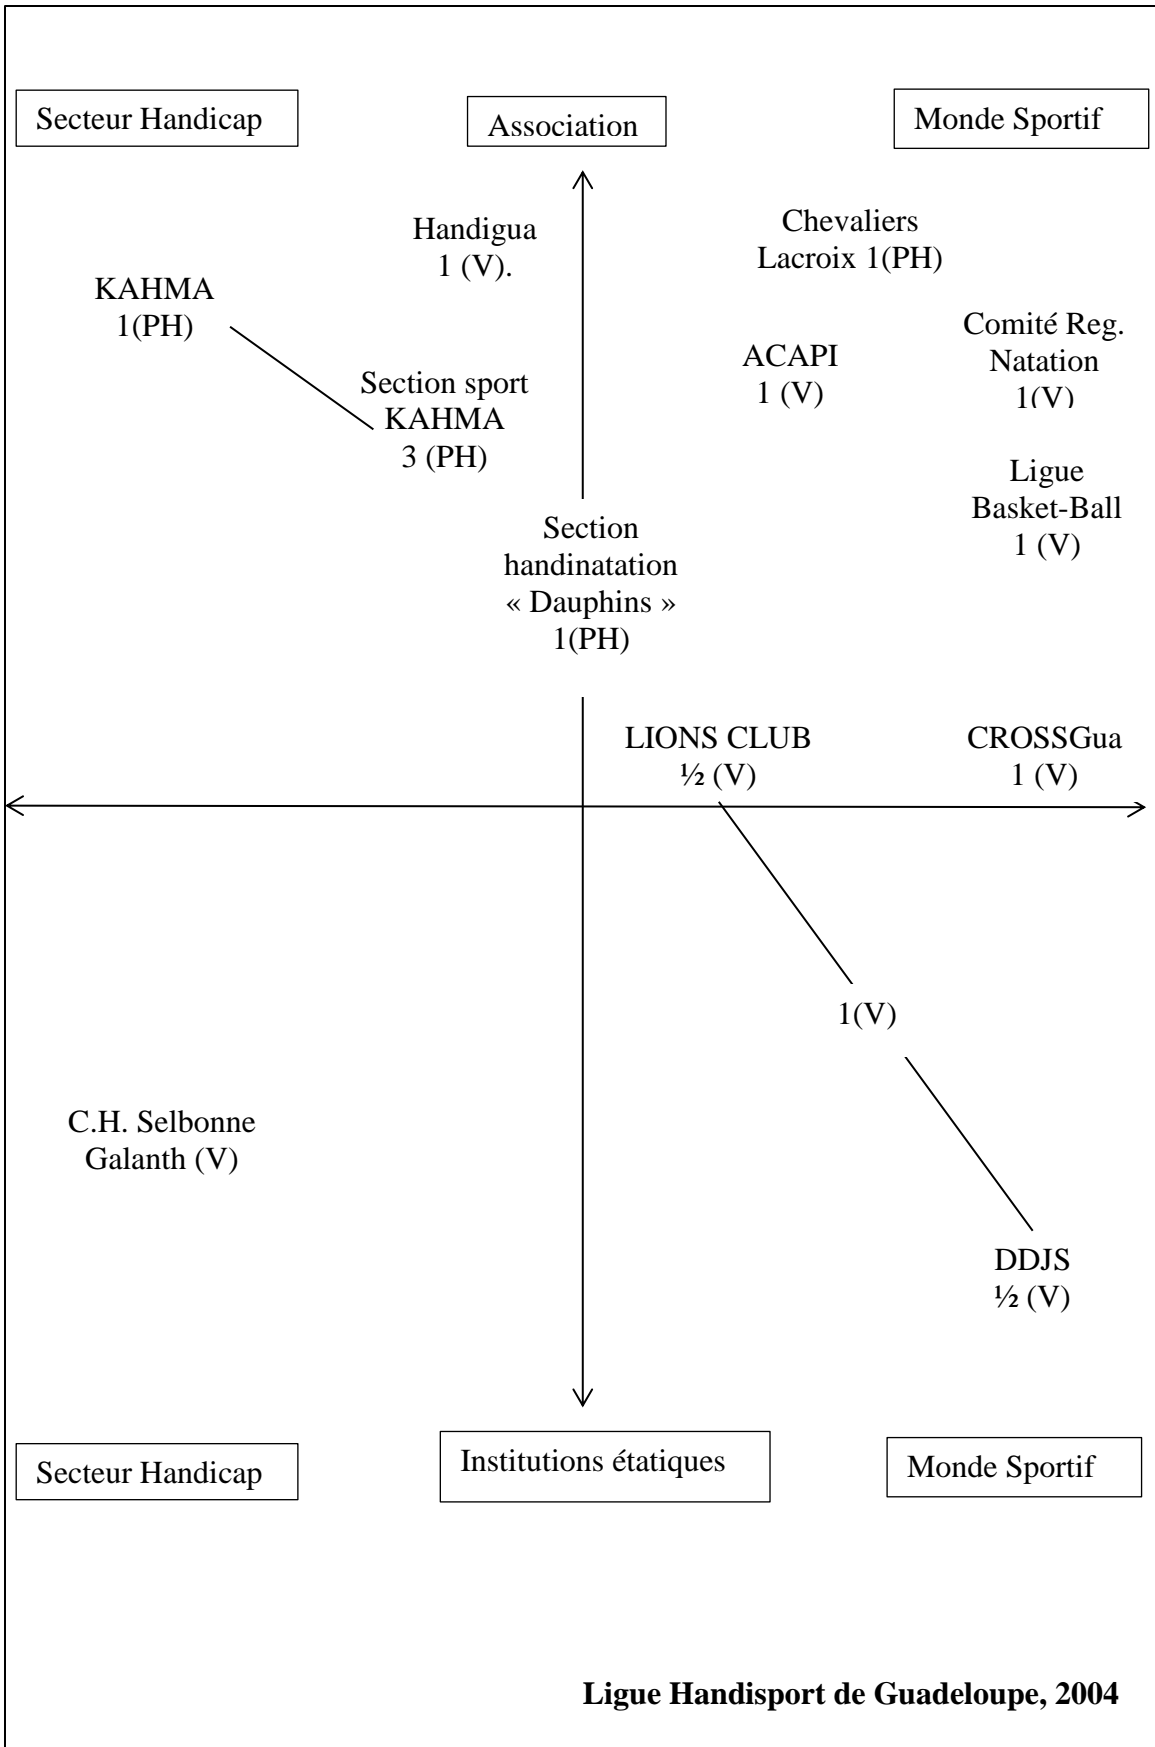 Secteur Handicap
Association
Monde Sportif
Handigua
1 (V).
Chevaliers
Lacroix 1(PH)
KAHMA
1(PH)
Comité Reg.
Natation
1(V)
ACAPI
1 (V)
Section sport
KAHMA
3 (PH)
Ligue
Basket-Ball
1 (V)
Section
handinatation
« Dauphins »
1(PH)
LIONS CLUB
½ (V)
CROSSGua
1 (V)
1(V)
C.H. Selbonne
Galanth (V)
DDJS
½ (V)
Secteur Handicap
Institutions étatiques
Monde Sportif
Ligue Handisport de Guadeloupe, 2004